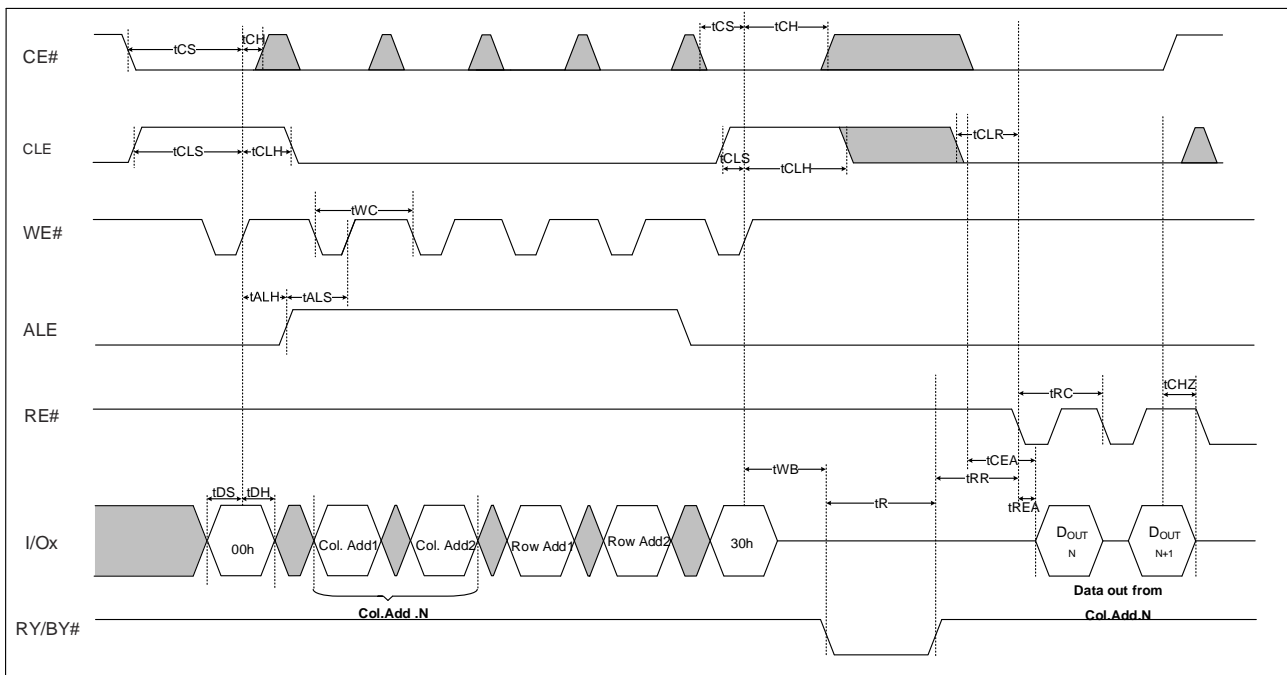 tCS
tCH
tCS
tCH
CE#
CLE
tCLS
tCLH
tCLS
tCLH
tCLR
tWC
WE#
tALH
tALS
ALE
RE#
tRC
tCHZ
tCEA
tWB
tRR
tDS
tDH
tR
tREA
I/Ox
00h
Col. Add1
Col. Add2
Row Add1
Row Add2
30h
DOUT
N
DOUT
N+1
Col.Add .N
Data out from
Col.Add.N
RY/BY#